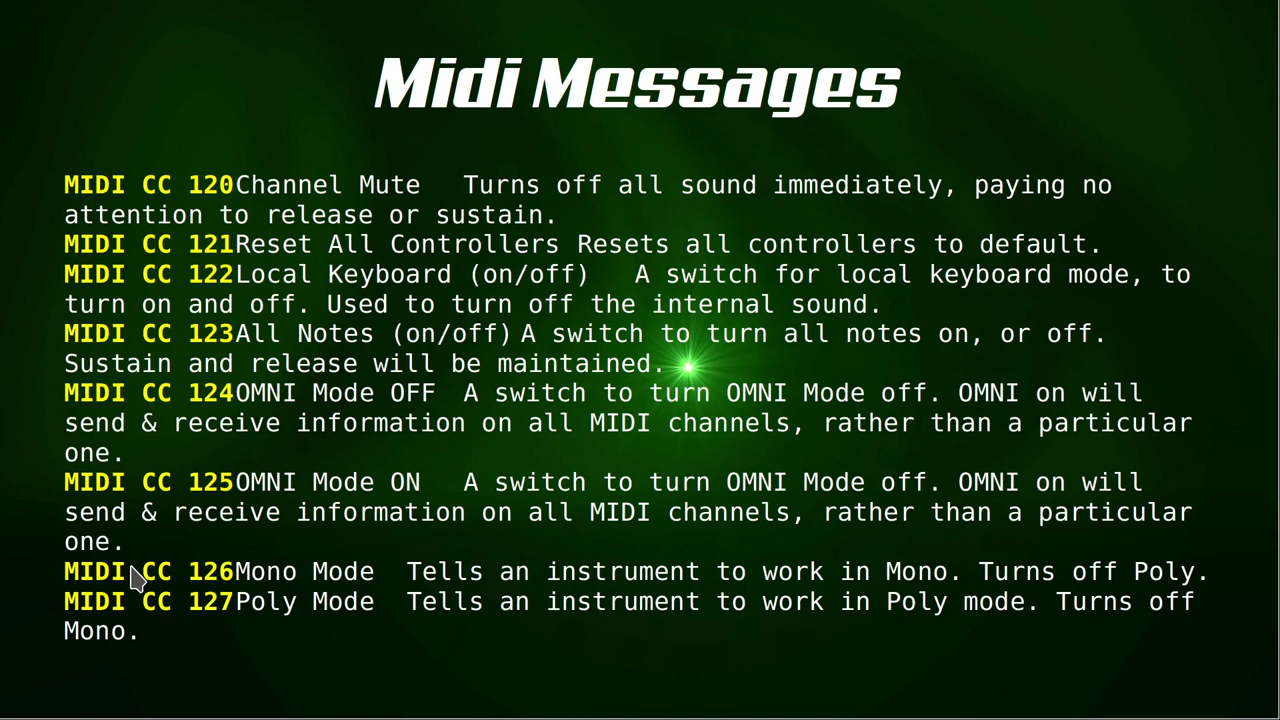 Midi Messages
MIDI CC 120Channel Mute Turns off all sound immediately, paying no
attention to release or sustain.
MIDI CC 121Reset All Controllers Resets all controllers to default.
MIDI CC 122Local Keyboard (on/off) A switch for local keyboard mode, to
turn on and off. Used to turn off the internal sound.
MIDI CC 123All Notes (on/off) A switch to turn all notes on, or off.
Sustain and release will be maintained.
MIDI CC 124OMNI Mode OFF A switch to turn OMNI Mode off. OMNI on will
send & receive information on all MIDI channels, rather than a particular
one.
MIDI CC 125OMNI Mode ON A switch to turn OMNI Mode off. OMNI on will
send & receive information on all MIDI channels, rather than a particular
one.
MIDI CC 126Mono Mode Tells an instrument to work in Mono. Turns off Poly.
MIDI CC 127Poly Mode Tells an instrument to work in Poly mode. Turns off
Mono.